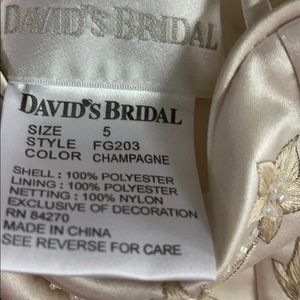 DAVID'S BRIDAL
DAVID'S BRIDAL
SIZE 5
STYLE FG203
COLOR CHAMPAGNE
SHELL : 100% POLYESTER
LINING : 100% POLYESTER
NETTING : 100% NYLON
EXCLUSIVE OF DECORATION
RN 84270
MADE IN CHINA
SEE REVERSE FOR CARE